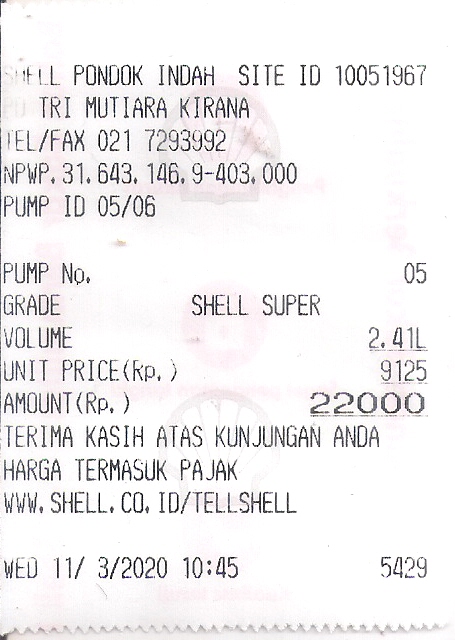 SHELL PONDOK INDAH SITE ID 10051967
TRI MUTIARA KIRANA
TEL/FAX 021 7293992
NPWP.31.643.146.9-403.000
PUMP ID 05/06
PUMP No. 05
GRADE SHELL SUPER
VOLUME 2.41L
UNIT PRICE(Rp.) 9125
AMOUNT(Rp.) 22000
TERIMA KASIH ATAS KUNJUNGAN ANDA
HARGA TERMASUK PAJAK
WWW.SHELL.CO.ID/TELLSHELL
WED 11/ 3/2020 10:45 5429